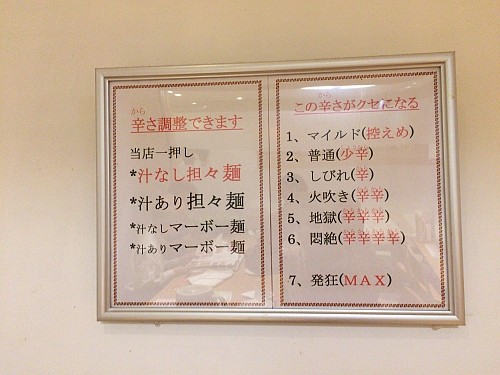 から
辛さ調整できます
当店一押し
*汁なし担々麺
*汁あり担々麺
*汁なしマーボー麺
*汁ありマーボー麺
から
この辛さがクセになる
1、マイルド(控えめ)
2、普通(少辛)
3、しびれ(辛)
4、火吹き(辛辛)
5、地獄(辛辛辛)
6、悶絶(辛辛辛辛)
7、発狂(MAX)